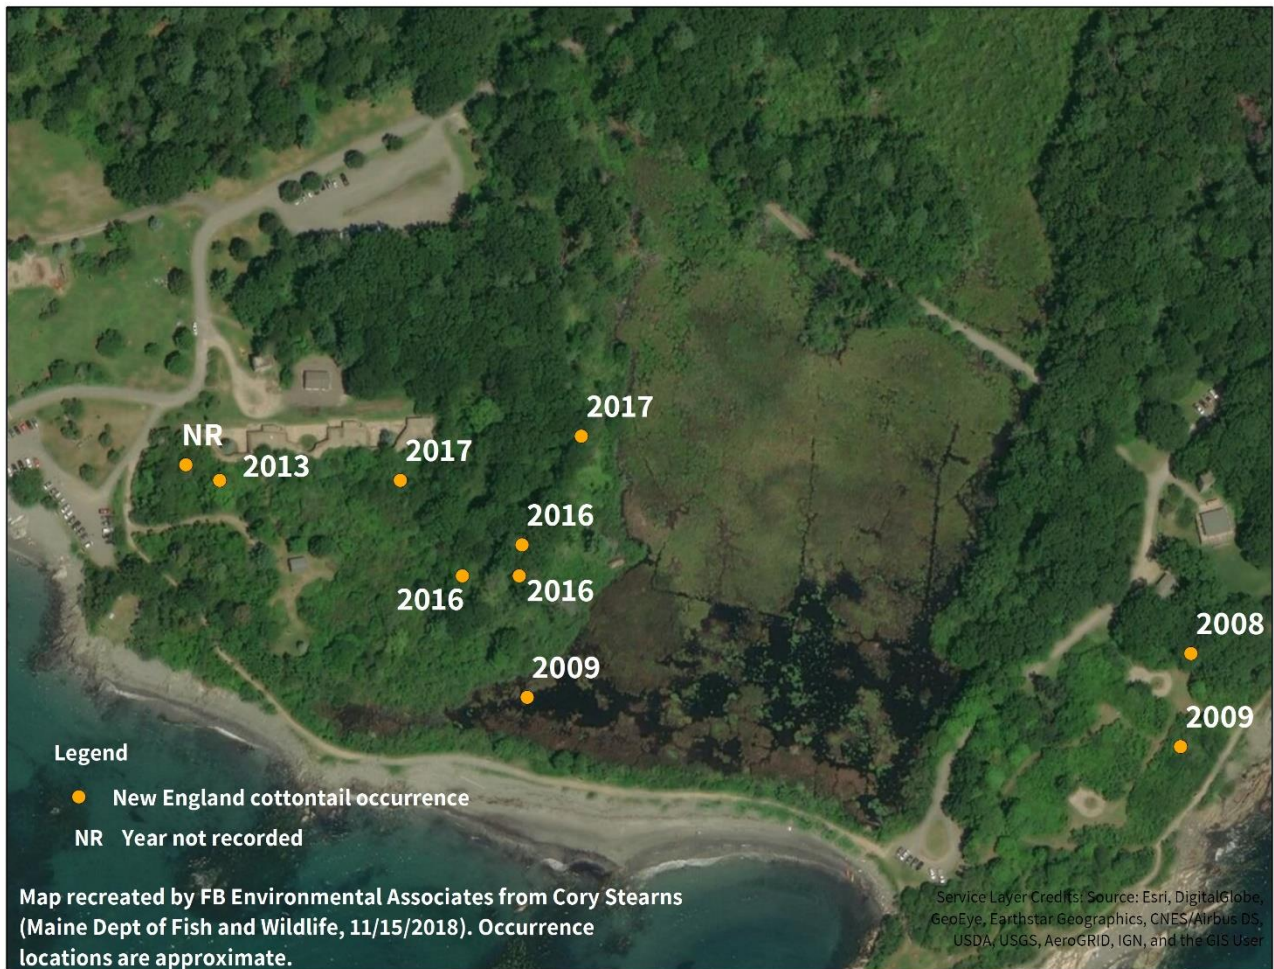 2017
NR
2017
2013
2016
2016
2016
2008
2009
2009
Legend
New England cottontail occurrence
NR Year not recorded
Map recreated by FB Environmental Associates from Cory Stearns
(Maine Dept of Fish and Wildlife, 11/15/2018). Occurrence
locations are approximate.
Service Layer Credits: Source: Esri, DigitalGlobe,
GeoEye, Earthstar Geographics, CNES/Airbus DS,
USDA, USGS, AeroGRID, IGN, and the GIS User